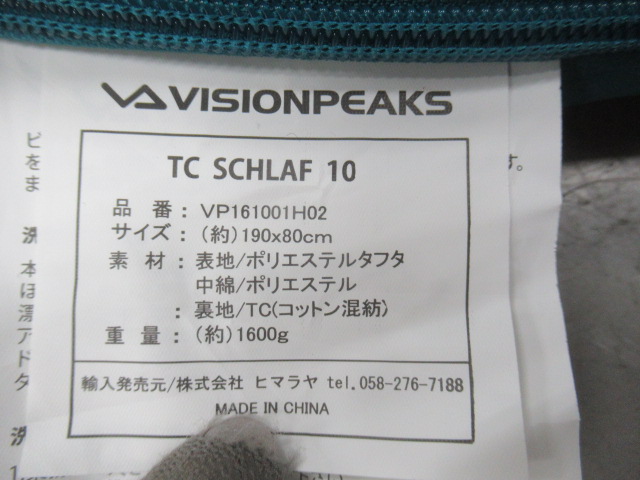 VISIONPEAKS
TC SCHLAF 10
品番：VP161001H02
サイズ：(約)190x80cm
素材：表地/ポリエステルタフタ
中綿/ポリエステル
：裏地/TC(コットン混紡)
重量：(約)1600g
輸入発売元/株式会社 ヒマラヤ tel.058-276-7188
MADE IN CHINA